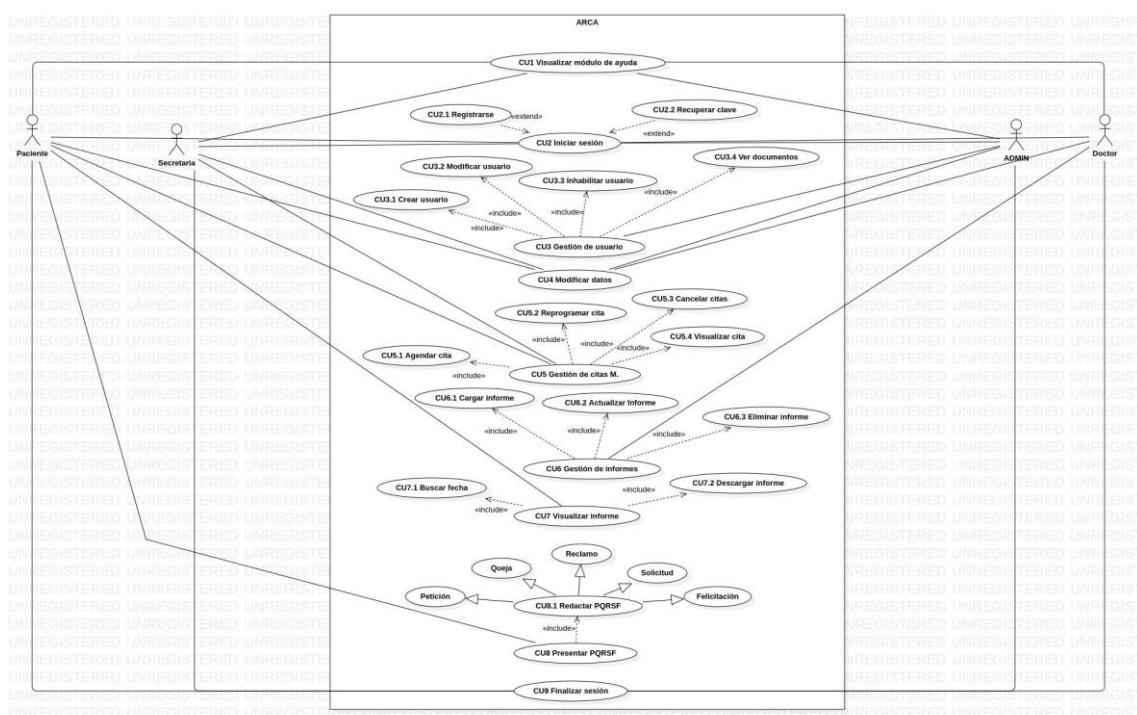 ARCA
CU1 Visualizar módulo de ayuda
CU2.1 Registrarse
«extend»
CU2.2 Recuperar clave
«extend»
CU2 Iniciar sesión
Paciente
Secretaria
ADMIN
Doctor
CU3.2 Modificar usuario
CU3.4 Ver documentos
CU3.3 Inhabilitar usuario
«include»
CU3.1 Crear usuario
«include»
«include»
«include»
CU3 Gestión de usuario
CU4 Modificar datos
CU5.3 Cancelar citas
CU5.2 Reprogramar cita
CU5.4 Visualizar cita
«include»
«include»
«include»
CU5.1 Agendar cita
«include»
CU5 Gestión de citas M.
CU6.1 Cargar informe
CU6.2 Actualizar Informe
CU6.3 Eliminar informe
«include»
«include»
«include»
CU6 Gestión de informes
CU7.1 Buscar fecha
CU7.2 Descargar informe
«include»
«include»
CU7 Visualizar informe
Reclamo
Queja
Solicitud
Petición
Felicitación
CU8.1 Redactar PQRSF
«include»
CU8 Presentar PQRSF
CU9 Finalizar sesión
UNREGISTERED UNREGISTERED UNREGISTERED